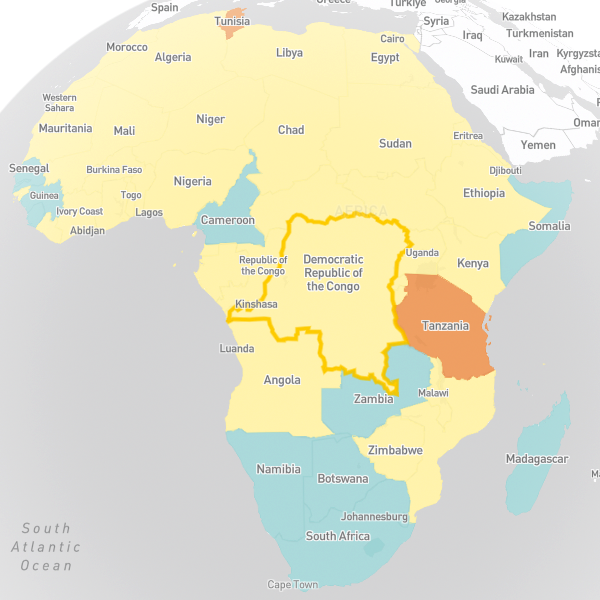 Spain
Greece
Türkiye
Georgia
Kazakhstan
Tunisia
Syria
Turkmenistan
Morocco
Cairo
Iraq
Iran
Kyrgyzsta
Algeria
Libya
Egypt
Kuwait
Afghanis
Saudi Arabia
Western
Sahara
Niger
Oman
Mauritania
Mali
Chad
Eritrea
Sudan
Yemen
Senegal
Burkina Faso
Djibouti
Nigeria
Guinea
Togo
Ethiopia
Ivory Coast
Lagos
AFRICA
Cameroon
Somalia
Abidjan
Uganda
Republic of
the Congo
Democratic
Republic of
the Congo
Kenya
Kinshasa
Tanzania
Luanda
Angola
Malawi
Zambia
Zimbabwe
Madagascar
Namibia
Botswana
Johannesburg
South Africa
South
Atlantic
Ocean
Cape Town